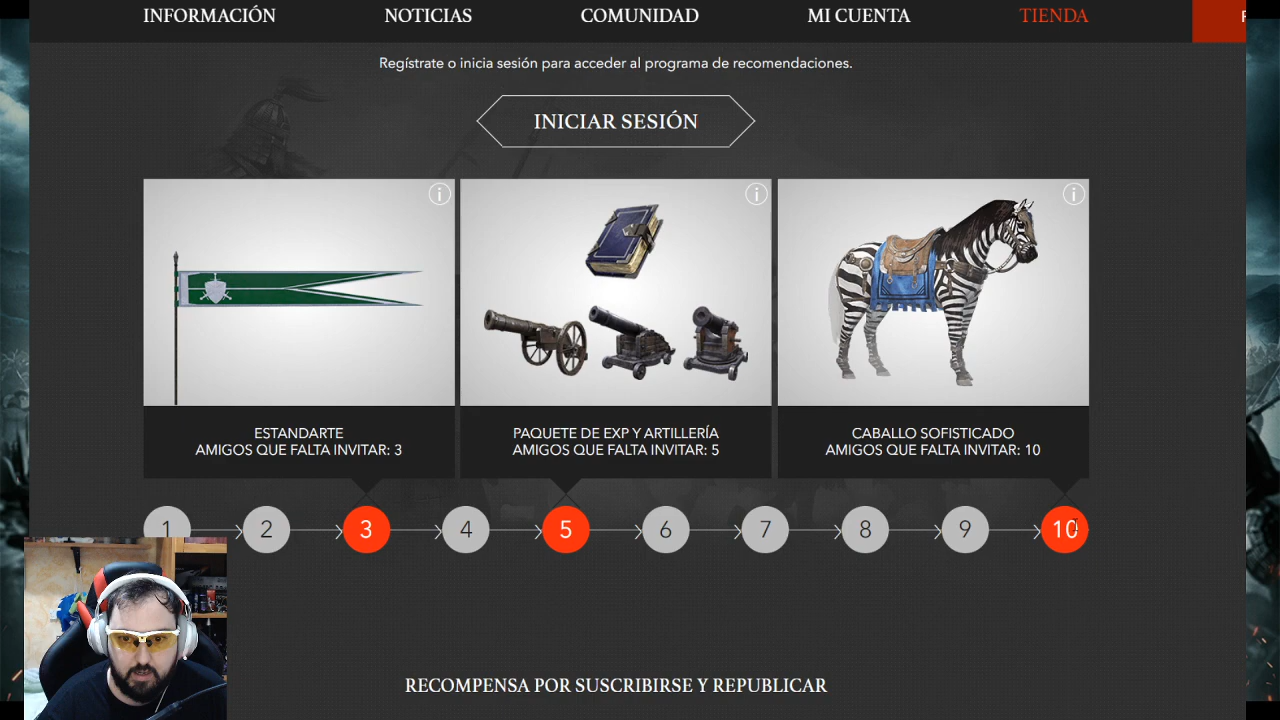 INFORMACIÓN NOTICIAS COMUNIDAD MI CUENTA TIENDA
Regístrate o inicia sesión para acceder al programa de recomendaciones.
INICIAR SESIÓN
ESTANDARTE
AMIGOS QUE FALTA INVITAR: 3
PAQUETE DE EXP Y ARTILLERÍA
AMIGOS QUE FALTA INVITAR: 5
CABALLO SOFISTICADO
AMIGOS QUE FALTA INVITAR: 10
1 2 3 4 5 6 7 8 9 10
RECOMPENSA POR SUSCRIBIRSE Y REPUBLICAR